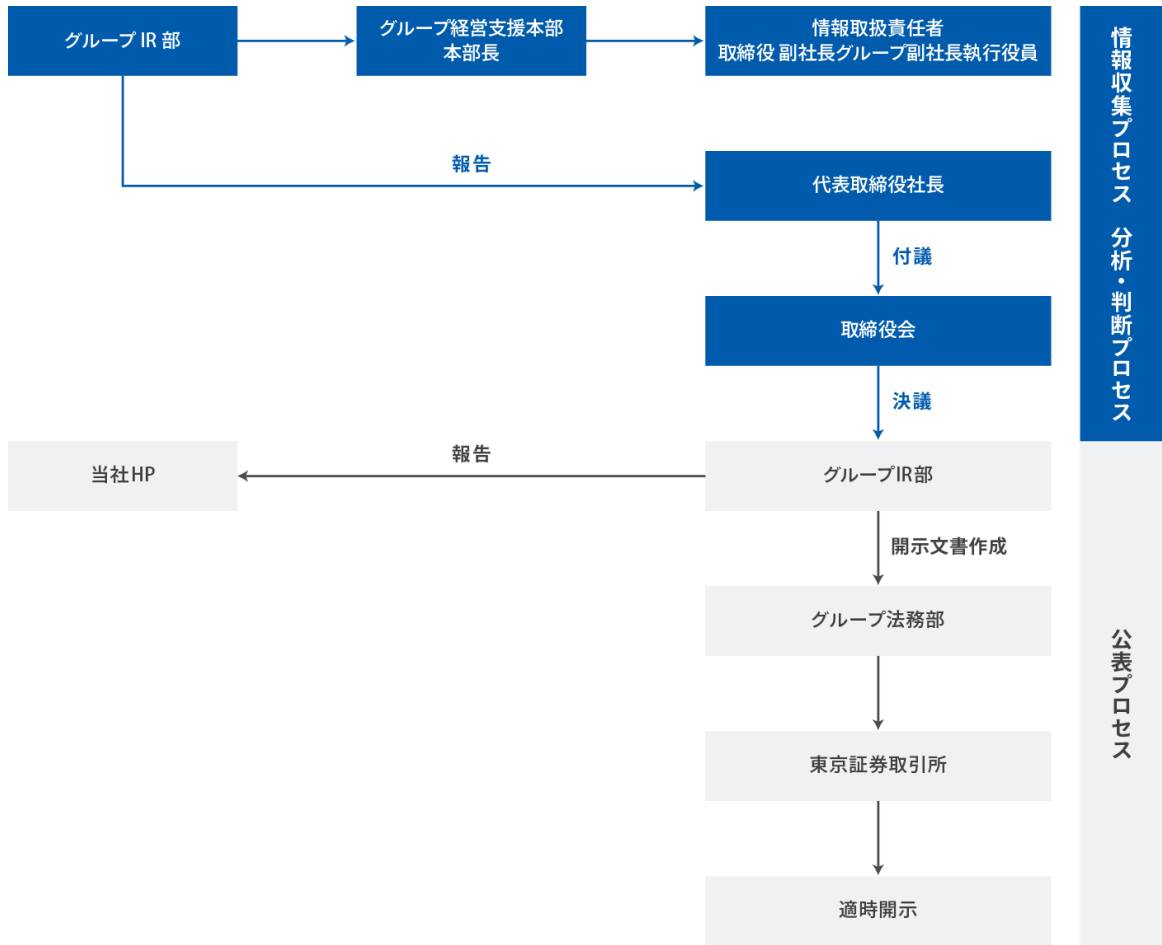 グループ IR 部
グループ経営支援本部
本部長
情報取扱責任者
取締役 副社長グループ副社長執行役員
報告
代表取締役社長
付議
取締役会
決議
情報収集プロセス 分析・判断プロセス
当社HP
報告
グループIR部
開示文書作成
グループ法務部
東京証券取引所
適時開示
公表プロセス